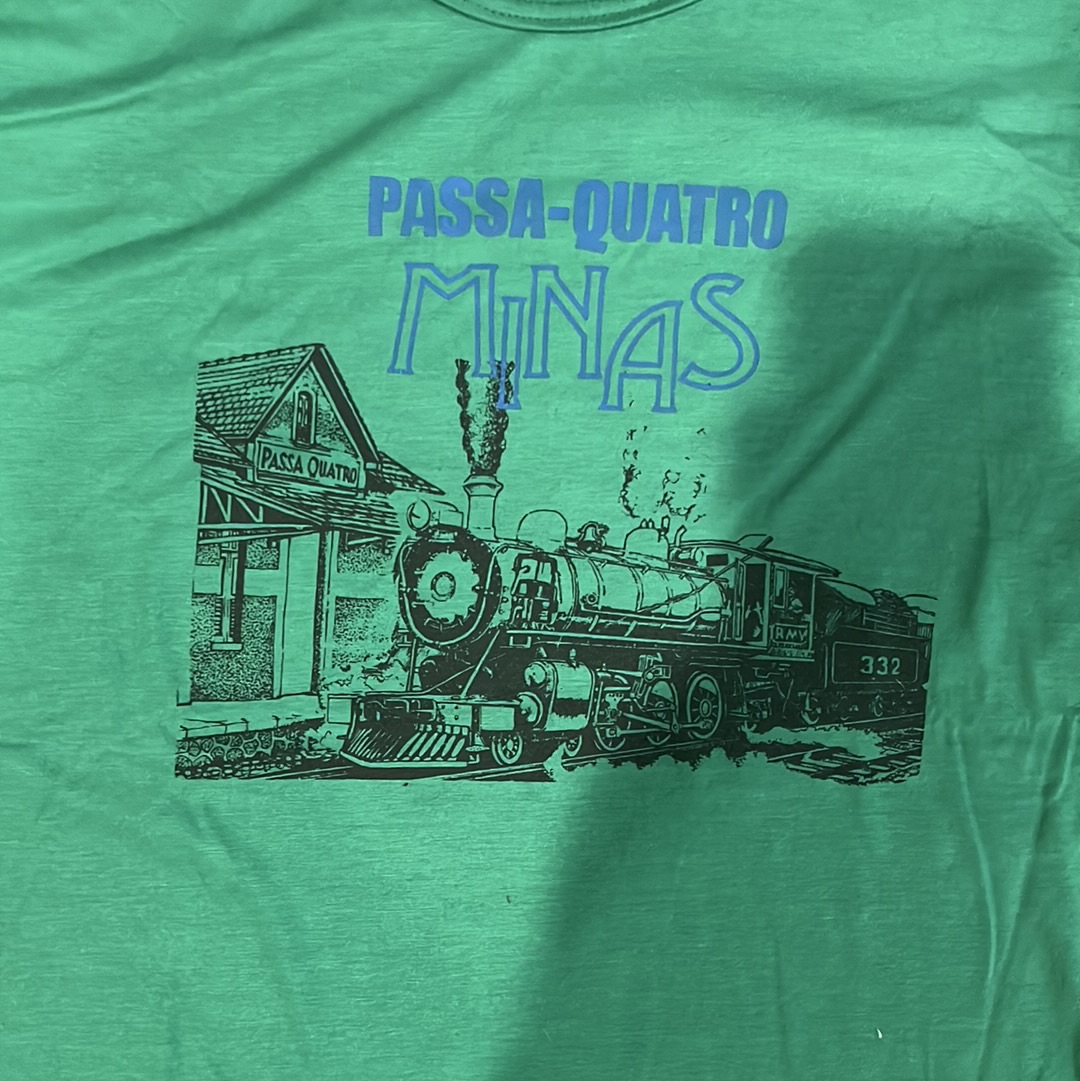 PASSA-QUATRO
MINAS
PASSA QUATRO
RMV
332